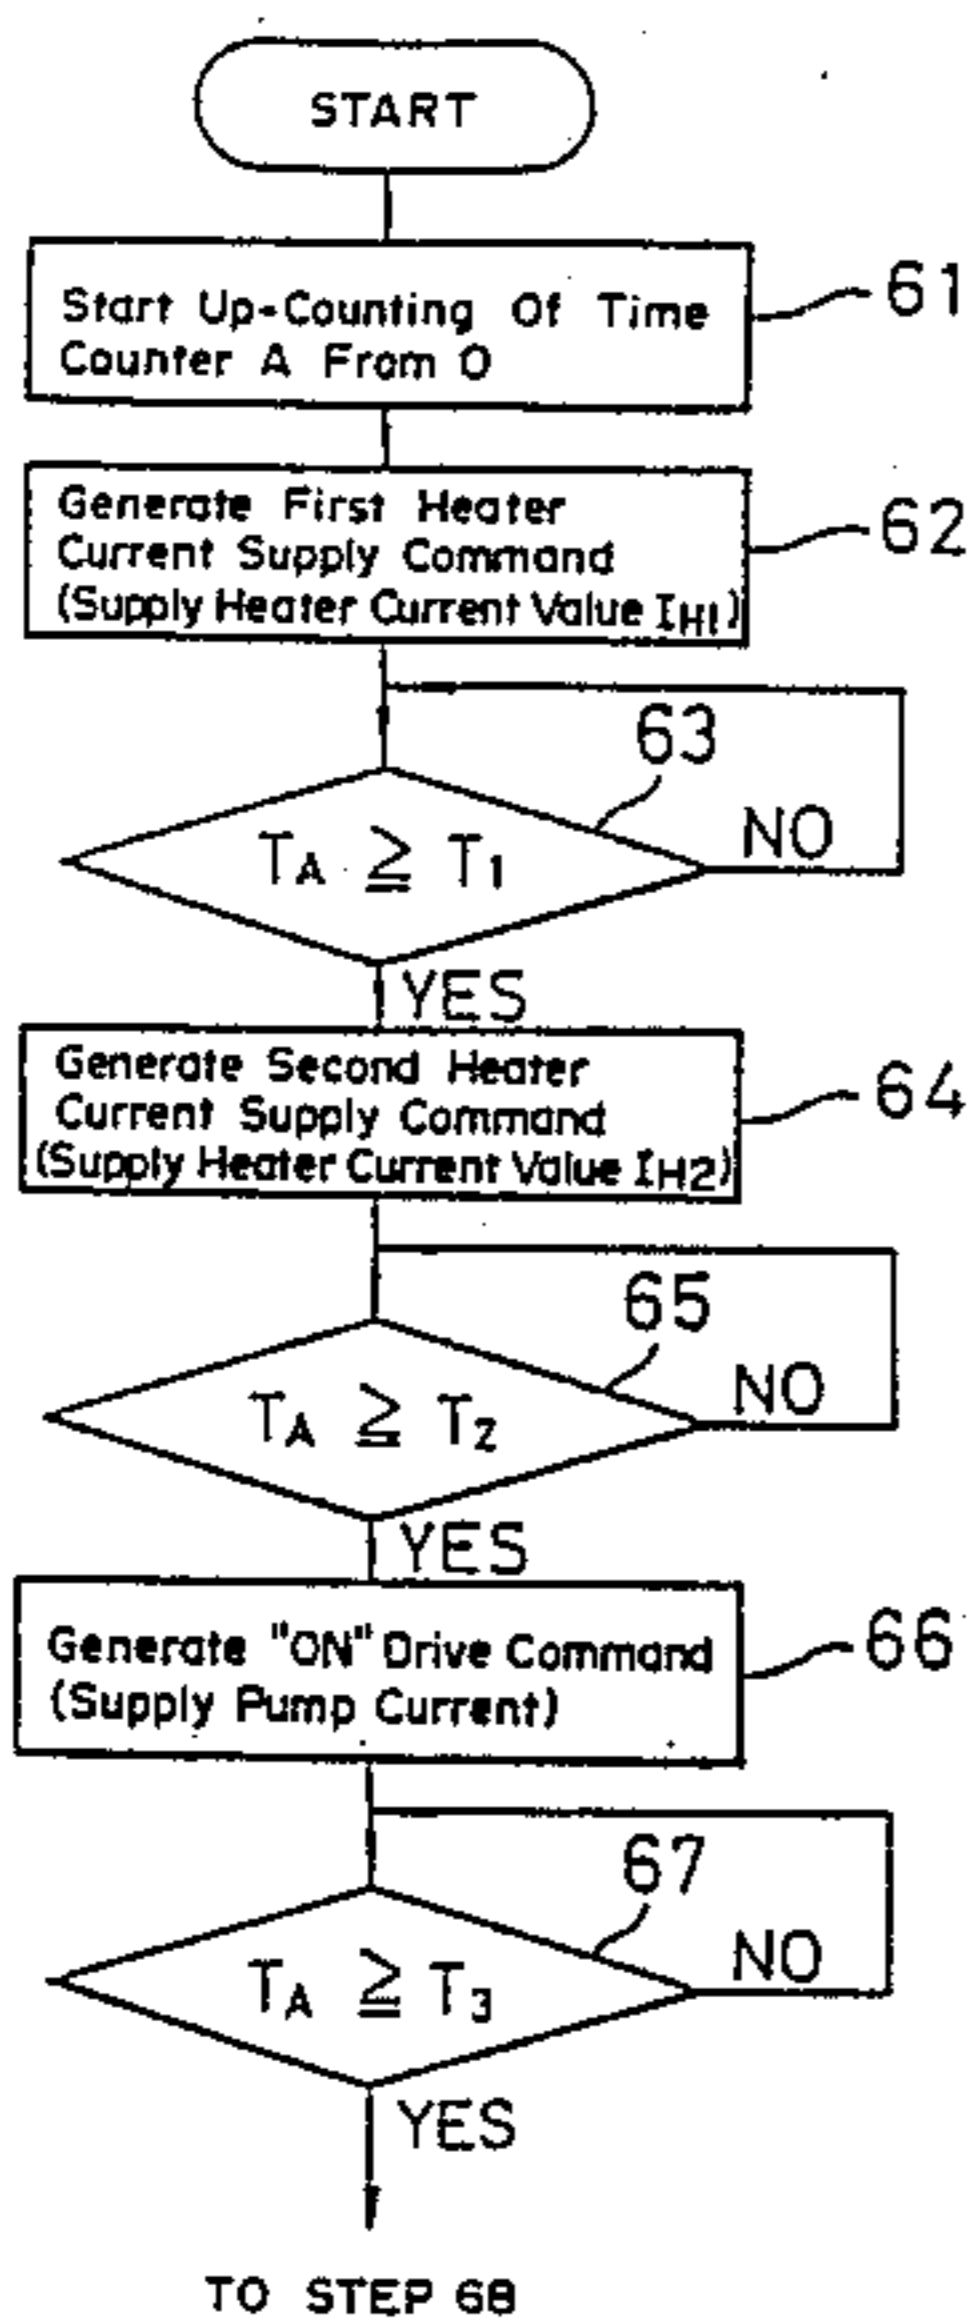 START
Start Up-Counting Of Time
Counter A From 0
61
Generate First Heater
Current Supply Command
(Supply Heater Current Value IH1)
62
63
TA ≧ T1
NO
YES
Generate Second Heater
Current Supply Command
(Supply Heater Current Value IH2)
64
65
TA ≧ T2
NO
YES
Generate "ON" Drive Command
(Supply Pump Current)
66
67
TA ≧ T3
NO
YES
TO STEP 68